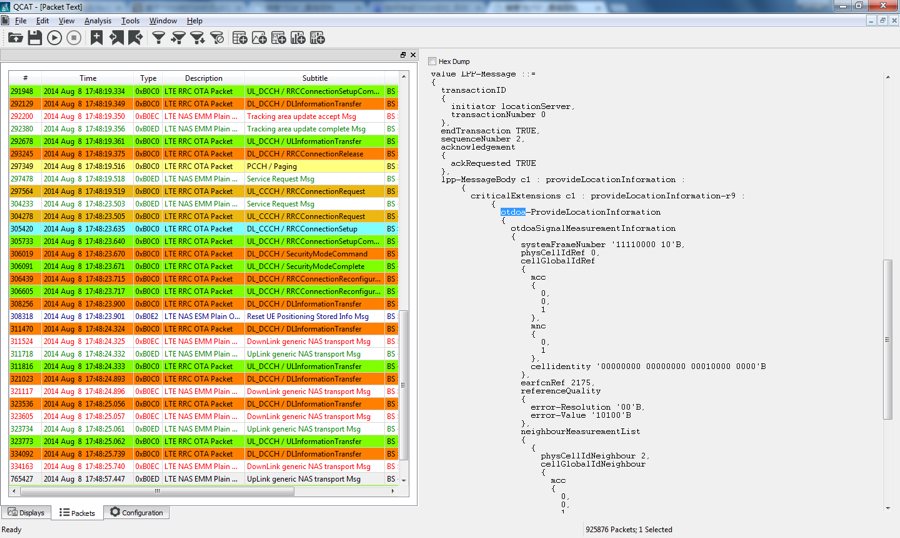 QCAT - [Packet Text]
File Edit View Analysis Tools Window Help
# Time Type Description Subtitle
291948 2014 Aug 8 17:48:19.334 0xB0C0 LTE RRC OTA Packet UL_DCCH / RRCConnectionSetupCom... BS
292129 2014 Aug 8 17:48:19.349 0xB0C0 LTE RRC OTA Packet DL_DCCH / DLInformationTransfer BS
292200 2014 Aug 8 17:48:19.350 0xB0EC LTE NAS EMM Plain ... Tracking area update accept Msg BS
292380 2014 Aug 8 17:48:19.356 0xB0ED LTE NAS EMM Plain ... Tracking area update complete Msg BS
292678 2014 Aug 8 17:48:19.361 0xB0C0 LTE RRC OTA Packet UL_DCCH / ULInformationTransfer BS
293245 2014 Aug 8 17:48:19.375 0xB0C0 LTE RRC OTA Packet DL_DCCH / RRCConnectionRelease BS
297349 2014 Aug 8 17:48:19.516 0xB0C0 LTE RRC OTA Packet PCCH / Paging BS
297478 2014 Aug 8 17:48:19.518 0xB0ED LTE NAS EMM Plain ... Service Request Msg BS
297564 2014 Aug 8 17:48:19.519 0xB0C0 LTE RRC OTA Packet UL_CCCH / RRCConnectionRequest BS
304233 2014 Aug 8 17:48:23.503 0xB0ED LTE NAS EMM Plain ... Service Request Msg BS
304278 2014 Aug 8 17:48:23.505 0xB0C0 LTE RRC OTA Packet UL_CCCH / RRCConnectionRequest BS
305420 2014 Aug 8 17:48:23.635 0xB0C0 LTE RRC OTA Packet DL_CCCH / RRCConnectionSetup BS
305733 2014 Aug 8 17:48:23.640 0xB0C0 LTE RRC OTA Packet UL_DCCH / RRCConnectionSetupCom... BS
306019 2014 Aug 8 17:48:23.670 0xB0C0 LTE RRC OTA Packet DL_DCCH / SecurityModeCommand BS
306091 2014 Aug 8 17:48:23.671 0xB0C0 LTE RRC OTA Packet UL_DCCH / SecurityModeComplete BS
306439 2014 Aug 8 17:48:23.715 0xB0C0 LTE RRC OTA Packet DL_DCCH / RRCConnectionReconfigur... BS
306605 2014 Aug 8 17:48:23.717 0xB0C0 LTE RRC OTA Packet UL_DCCH / RRCConnectionReconfigur... BS
308256 2014 Aug 8 17:48:23.900 0xB0C0 LTE RRC OTA Packet DL_DCCH / DLInformationTransfer BS
308318 2014 Aug 8 17:48:23.901 0xB0E2 LTE NAS ESM Plain O... Reset UE Positioning Stored Info Msg BS
311470 2014 Aug 8 17:48:24.324 0xB0C0 LTE RRC OTA Packet DL_DCCH / DLInformationTransfer BS
311524 2014 Aug 8 17:48:24.325 0xB0EC LTE NAS EMM Plain ... DownLink generic NAS transport Msg BS
311718 2014 Aug 8 17:48:24.332 0xB0ED LTE NAS EMM Plain ... UpLink generic NAS transport Msg BS
311816 2014 Aug 8 17:48:24.333 0xB0C0 LTE RRC OTA Packet UL_DCCH / ULInformationTransfer BS
321023 2014 Aug 8 17:48:24.893 0xB0C0 LTE RRC OTA Packet DL_DCCH / DLInformationTransfer BS
321117 2014 Aug 8 17:48:24.896 0xB0EC LTE NAS EMM Plain ... DownLink generic NAS transport Msg BS
323536 2014 Aug 8 17:48:25.056 0xB0C0 LTE RRC OTA Packet DL_DCCH / DLInformationTransfer BS
323605 2014 Aug 8 17:48:25.057 0xB0EC LTE NAS EMM Plain ... DownLink generic NAS transport Msg BS
323734 2014 Aug 8 17:48:25.061 0xB0ED LTE NAS EMM Plain ... UpLink generic NAS transport Msg BS
323773 2014 Aug 8 17:48:25.062 0xB0C0 LTE RRC OTA Packet UL_DCCH / ULInformationTransfer BS
334092 2014 Aug 8 17:48:25.739 0xB0C0 LTE RRC OTA Packet DL_DCCH / DLInformationTransfer BS
334163 2014 Aug 8 17:48:25.740 0xB0EC LTE NAS EMM Plain ... DownLink generic NAS transport Msg BS
765427 2014 Aug 8 17:48:57.447 0xB0ED LTE NAS EMM Plain ... UpLink generic NAS transport Msg BS
Displays Packets Configuration
Hex Dump
value LPP-Message ::=
{
transactionID
{
initiator locationServer,
transactionNumber 0
},
endTransaction TRUE,
sequenceNumber 2,
acknowledgement
{
ackRequested TRUE
},
lpp-MessageBody c1 : provideLocationInformation :
{
criticalExtensions c1 : provideLocationInformation-r9 :
{
otdoa-ProvideLocationInformation
{
otdoaSignalMeasurementInformation
{
systemFrameNumber '11110000 10'B,
physCellIdRef 0,
cellGlobalIdRef
{
mcc
{
0,
0,
1
},
mnc
{
0,
1
},
cellidentity '00000000 00000000 00010000 0000'B
},
earfcnRef 2175,
referenceQuality
{
error-Resolution '00'B,
error-Value '10100'B
},
neighbourMeasurementList
{
{
physCellIdNeighbour 2,
cellGlobalIdNeighbour
{
mcc
{
0,
0,
1
Ready
925876 Packets; 1 Selected